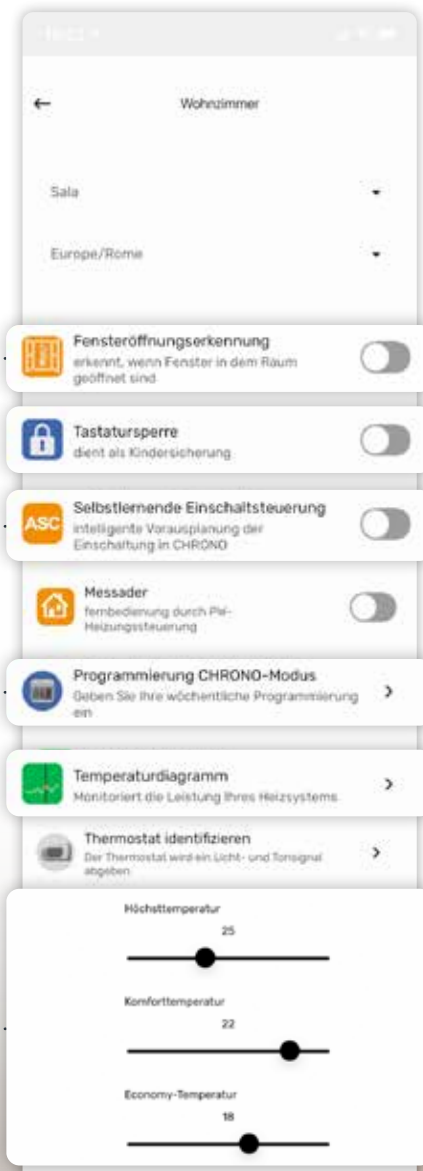 Wohnzimmer
Sala
Europe/Rome
Fensteröffnungserkennung
erkennt, wenn Fenster in dem Raum
geöffnet sind
Tastatursperre
dient als Kindersicherung
ASC
Selbstlernende Einschaltsteuerung
intelligente Vorausplanung der
Einschaltung in CHRONO
Messader
fernbedienung durch PW-
Heizungssteuerung
Programmierung CHRONO-Modus
Geben Sie Ihre wöchentliche Programmierung
ein
Temperaturdiagramm
Monitoriert die Leistung Ihres Heizsystems
Thermostat identifizieren
Der Thermostat wird ein Licht- und Tonsignal
abgeben
Höchsttemperatur
25
Komforttemperatur
22
Economy-Temperatur
18